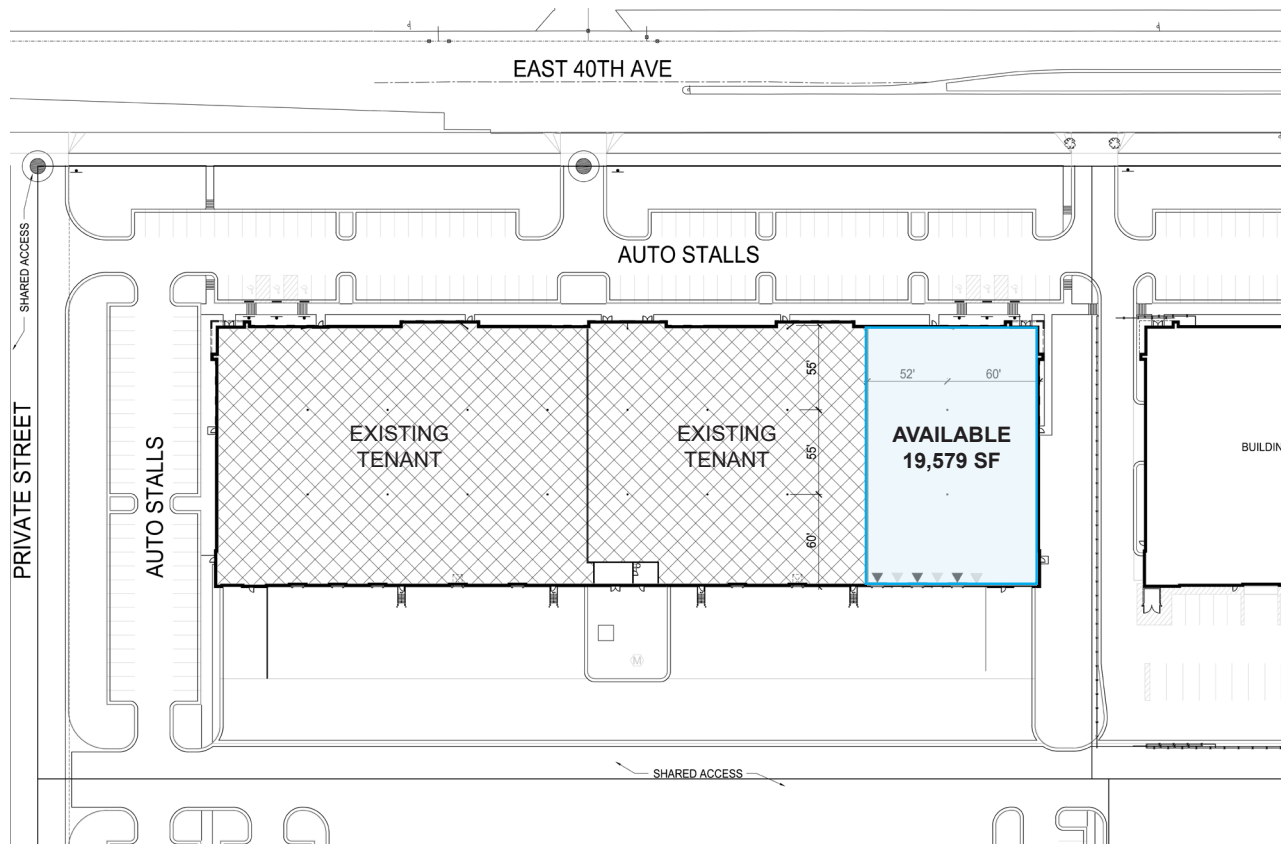 EAST 40TH AVE
SHARED ACCESS
AUTO STALLS
55'
52'
60'
PRIVATE STREET
AUTO STALLS
EXISTING
TENANT
EXISTING
TENANT
55'
AVAILABLE
19,579 SF
BUILDIN
60'
M
SHARED ACCESS